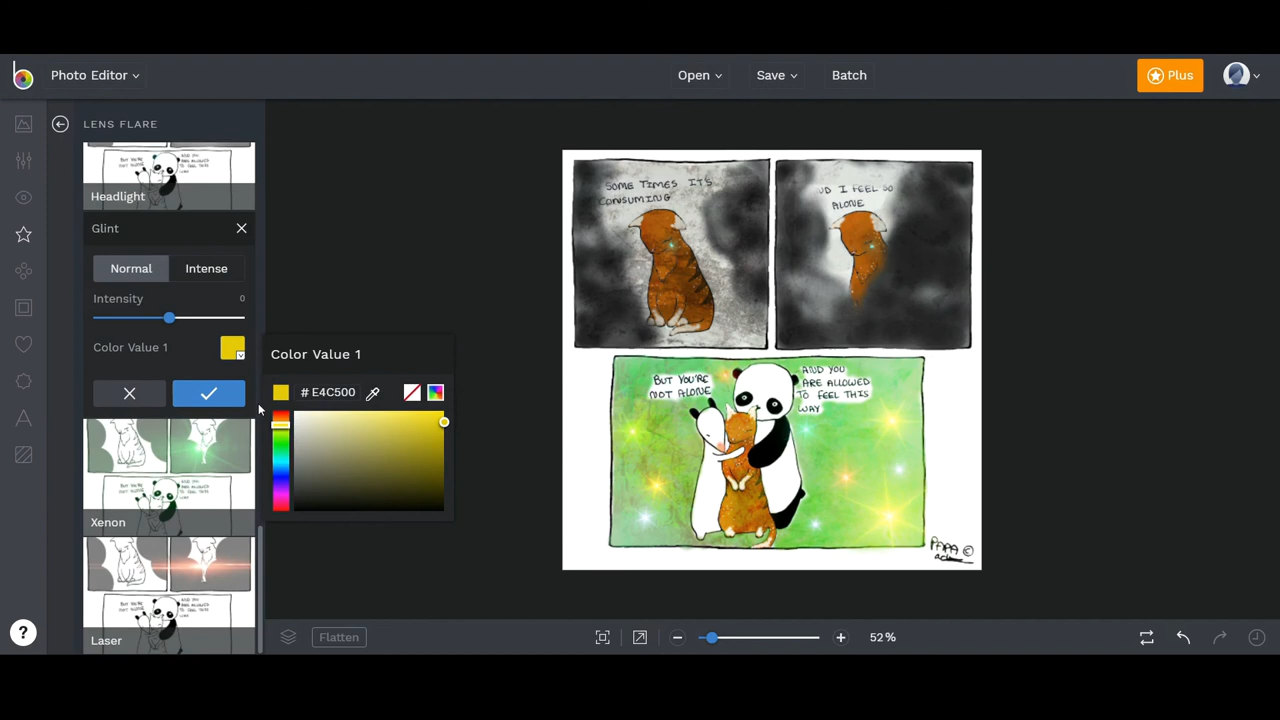 Photo Editor
Open
Save
Batch
Plus
LENS FLARE
Headlight
Glint
Normal
Intense
Intensity
0
Color Value 1
Xenon
Laser
Color Value 1
# E4C500
SOME TIMES IT'S
CONSUMING
ND I FEEL SO
ALONE
BUT YOU'RE
NOT ALONE
AND YOU
ARE ALLOWED
TO FEEL THIS
WAY
©
?
Flatten
52 %